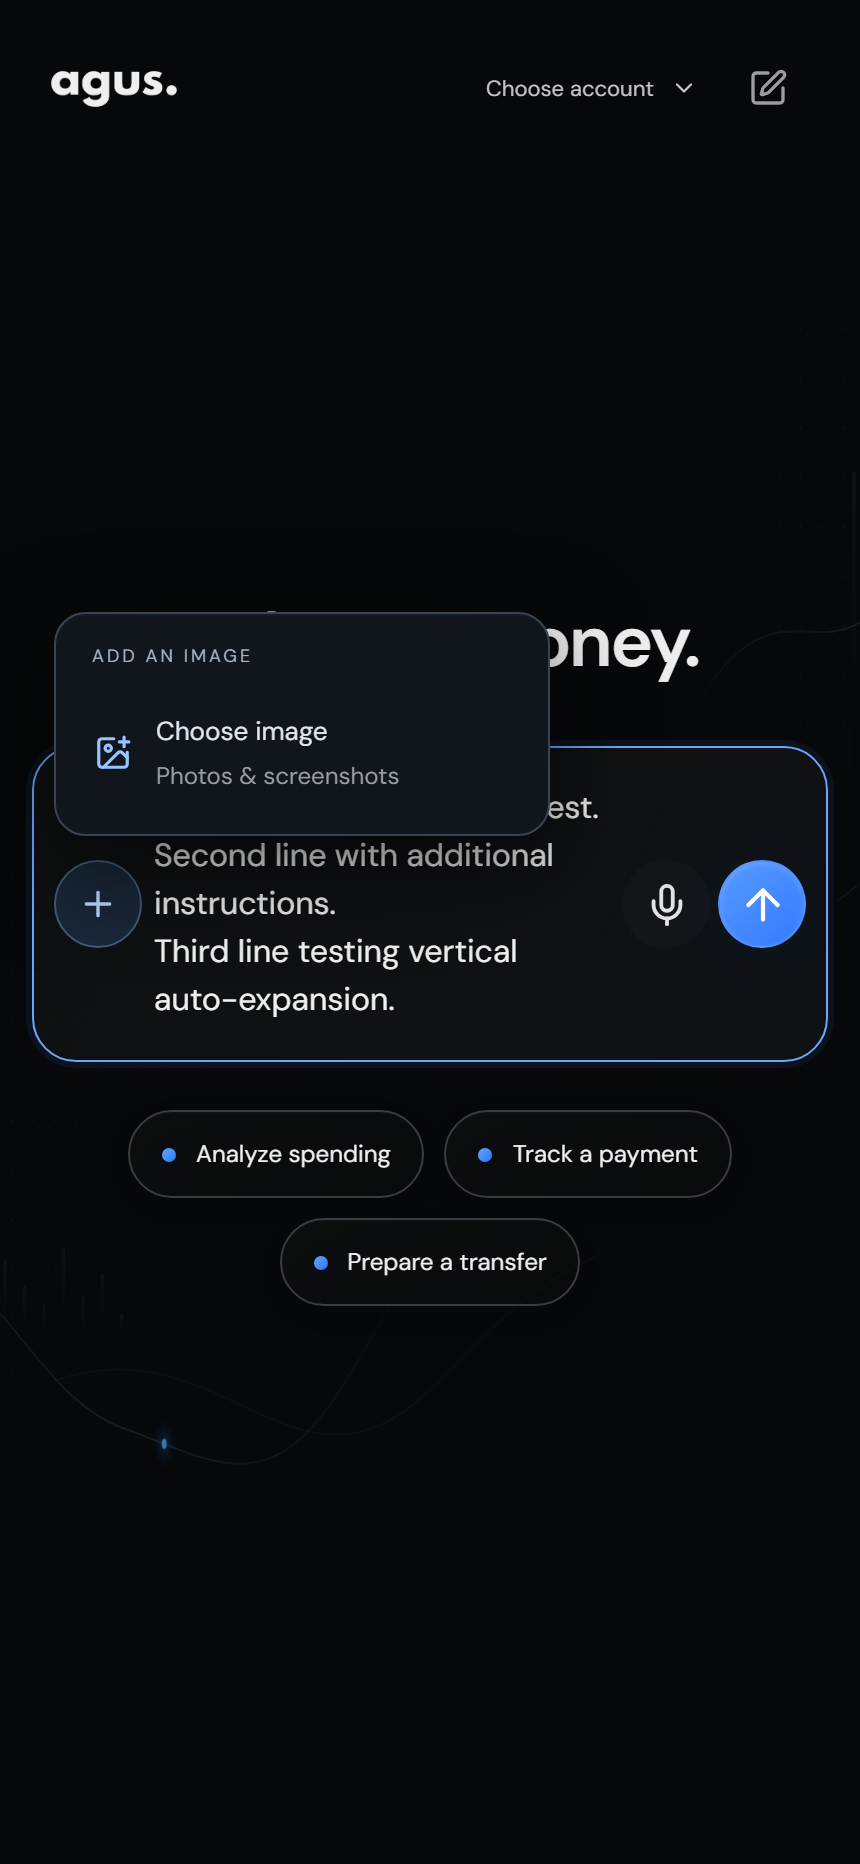 agus.
Choose account
oney.
ADD AN IMAGE
Choose image
Photos & screenshots
est.
Second line with additional
instructions.
Third line testing vertical
auto-expansion.
Analyze spending
Track a payment
Prepare a transfer